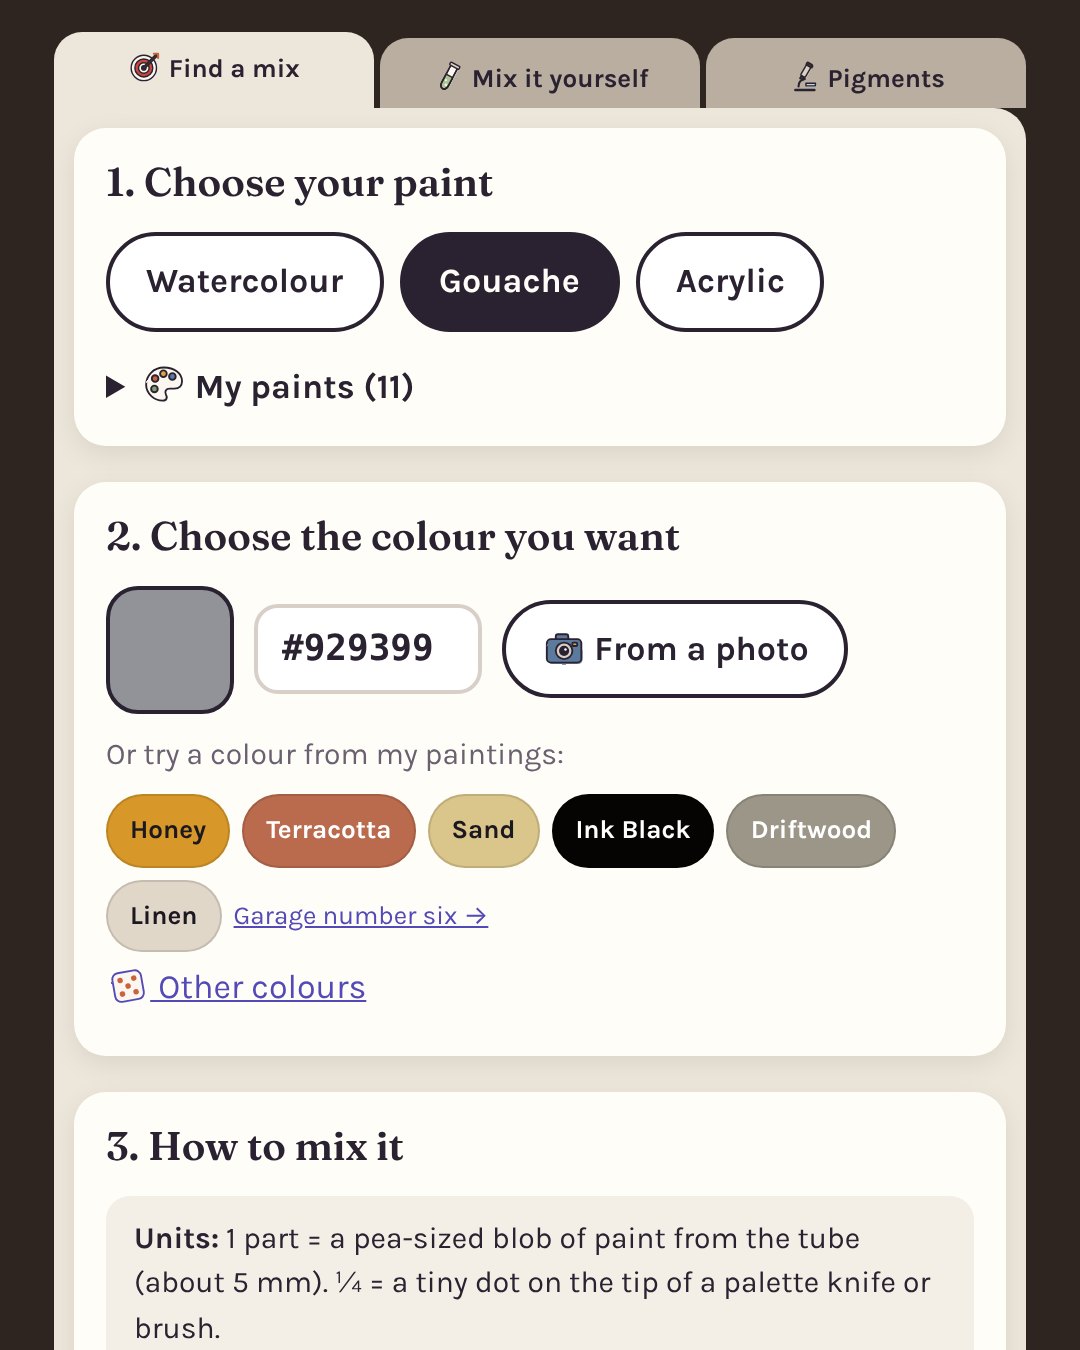 Find a mix
Mix it yourself
Pigments
1. Choose your paint
Watercolour
Gouache
Acrylic
My paints (11)
2. Choose the colour you want
#929399
From a photo
Or try a colour from my paintings:
Honey
Terracotta
Sand
Ink Black
Driftwood
Linen
Garage number six →
Other colours
3. How to mix it
Units: 1 part = a pea-sized blob of paint from the tube
(about 5 mm). ¼ = a tiny dot on the tip of a palette knife or
brush.